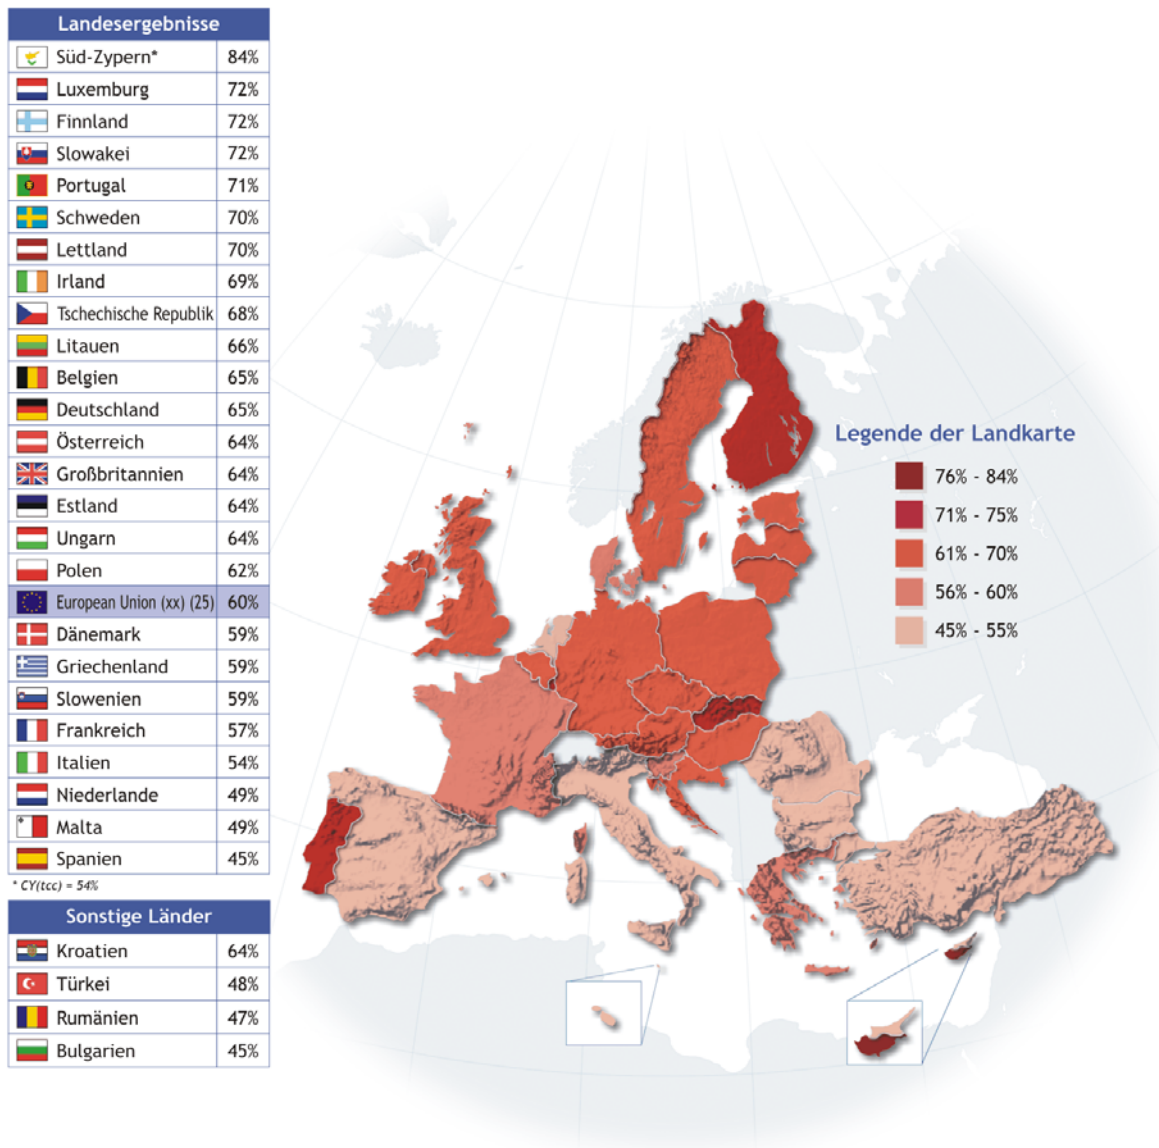 Landesergebnisse
Süd-Zypern* 84%
Luxemburg 72%
Finnland 72%
Slowakei 72%
Portugal 71%
Schweden 70%
Lettland 70%
Irland 69%
Tschechische Republik 68%
Litauen 66%
Belgien 65%
Deutschland 65%
Österreich 64%
Großbritannien 64%
Estland 64%
Ungarn 64%
Polen 62%
European Union (xx) (25) 60%
Dänemark 59%
Griechenland 59%
Slowenien 59%
Frankreich 57%
Italien 54%
Niederlande 49%
Malta 49%
Spanien 45%
* CY(tcc) = 54%
Sonstige Länder
Kroatien 64%
Türkei 48%
Rumänien 47%
Bulgarien 45%
Legende der Landkarte
76% - 84%
71% - 75%
61% - 70%
56% - 60%
45% - 55%